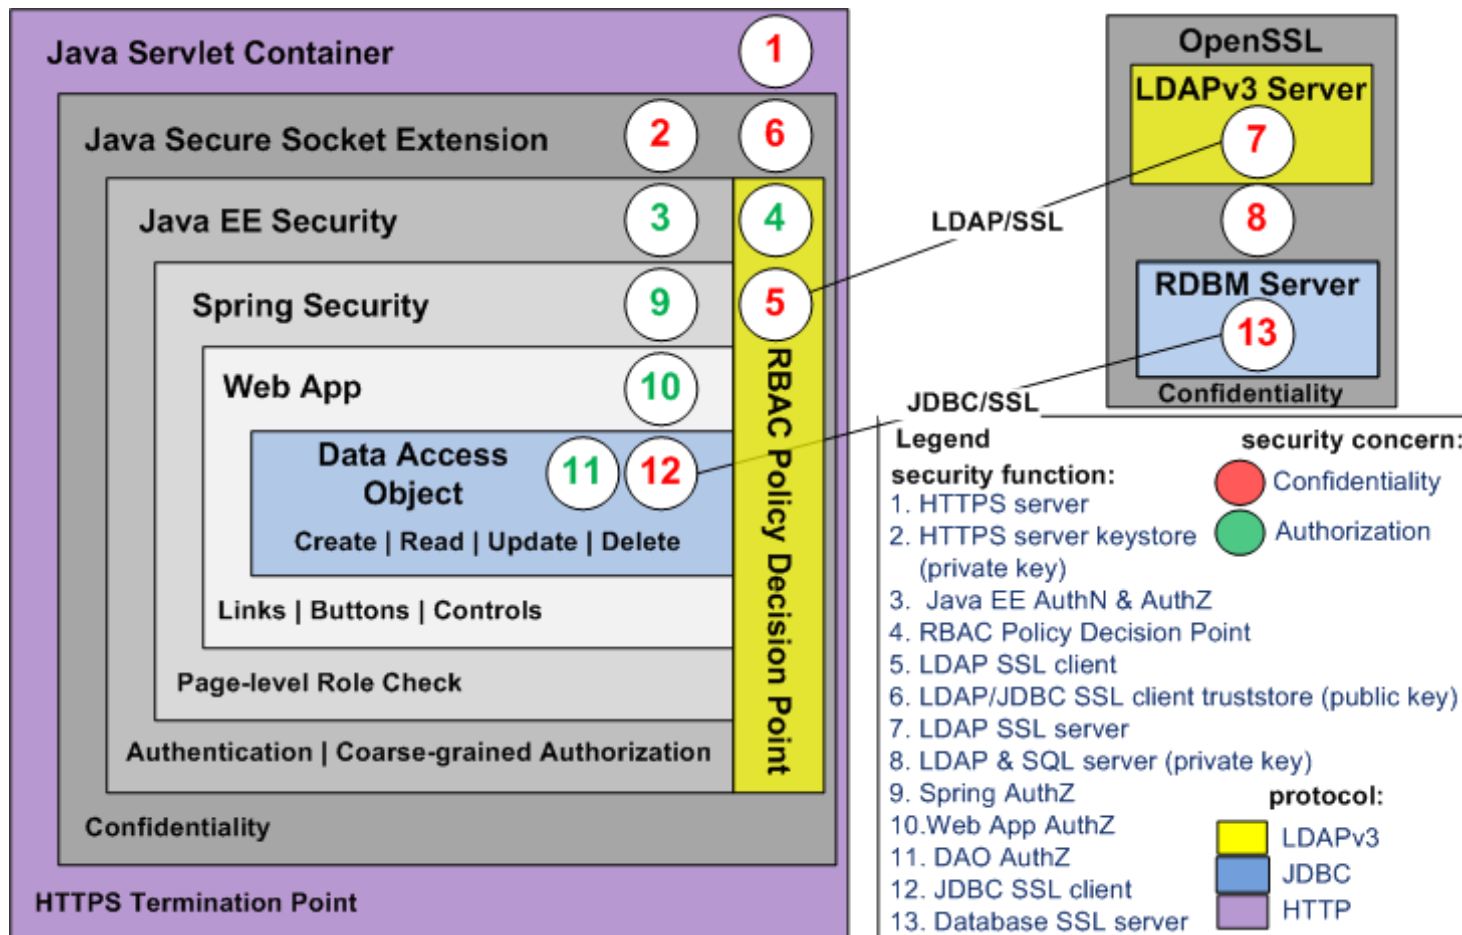 Java Servlet Container
1
Java Secure Socket Extension
2
6
Java EE Security
3
4
Spring Security
9
5
Web App
10
Data Access
Object
11
12
Create | Read | Update | Delete
Links | Buttons | Controls
Page-level Role Check
Authentication | Coarse-grained Authorization
Confidentiality
HTTPS Termination Point
RBAC Policy Decision Point
LDAP/SSL
JDBC/SSL
OpenSSL
LDAPv3 Server
7
8
RDBM Server
13
Confidentiality
Legend
security function:
1. HTTPS server
2. HTTPS server keystore
(private key)
3. Java EE AuthN & AuthZ
4. RBAC Policy Decision Point
5. LDAP SSL client
6. LDAP/JDBC SSL client truststore (public key)
7. LDAP SSL server
8. LDAP & SQL server (private key)
9. Spring AuthZ
10.Web App AuthZ
11. DAO AuthZ
12. JDBC SSL client
13. Database SSL server
security concern:
Confidentiality
Authorization
protocol:
LDAPv3
JDBC
HTTP